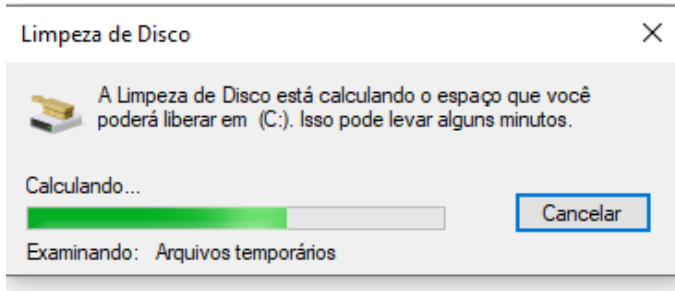 Limpeza de Disco
A Limpeza de Disco está calculando o espaço que você
poderá liberar em  (C:). Isso pode levar alguns minutos.
Calculando...
Cancelar
Examinando:   Arquivos temporários